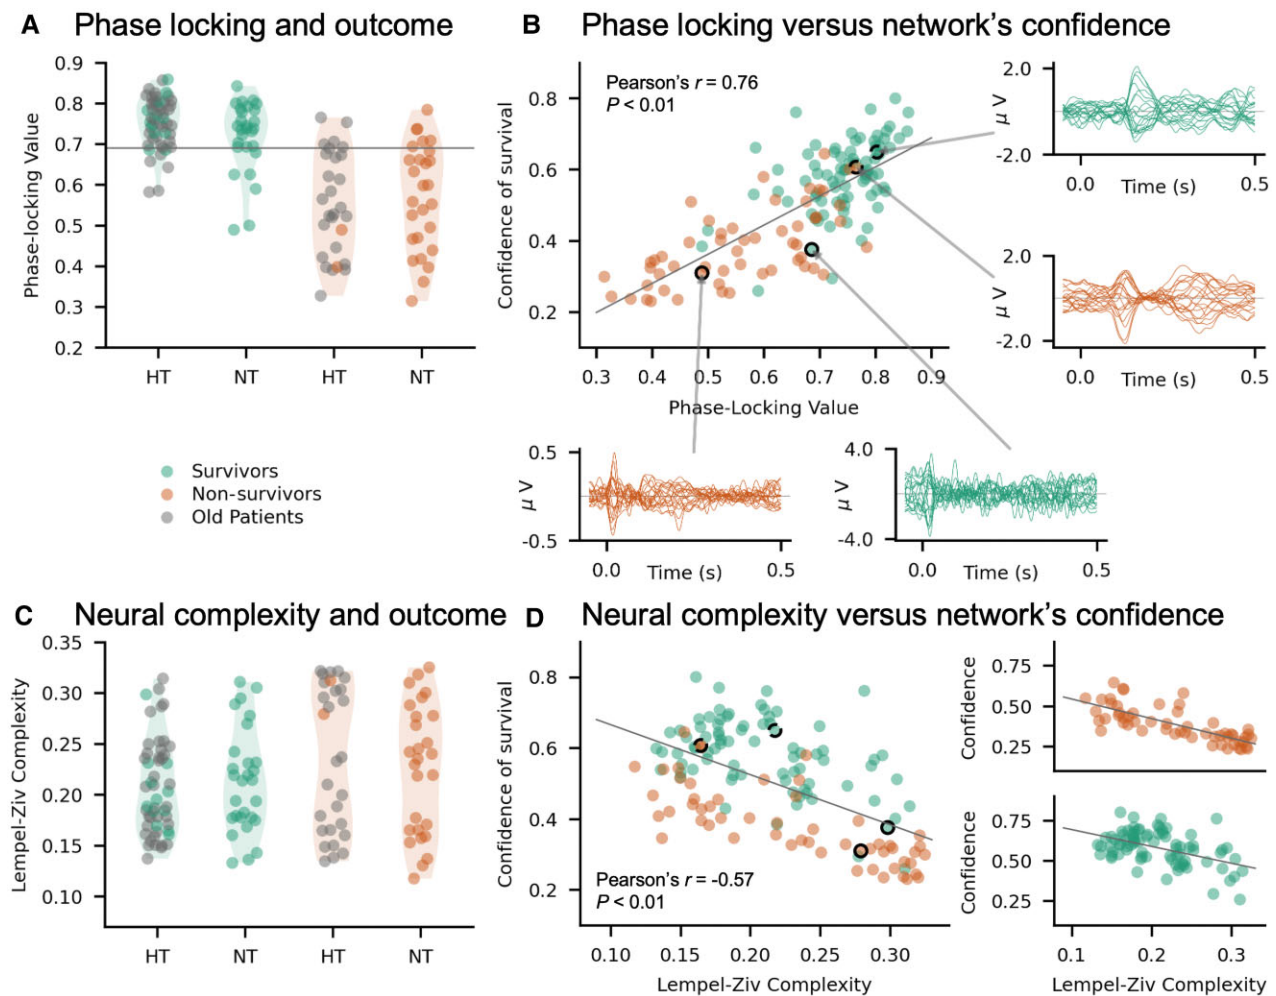 A Phase locking and outcome
0.9
0.8
0.7
0.6
0.5
0.4
0.3
0.2
Phase-locking Value
HT NT HT NT
Survivors
Non-survivors
Old Patients
B Phase locking versus network’s confidence
Pearson’s r = 0.76
P < 0.01
0.8
0.6
0.4
0.2
Confidence of survival
0.3 0.4 0.5 0.6 0.7 0.8 0.9
Phase-Locking Value
2.0
μ V
-2.0
0.0 0.5
Time (s)
2.0
μ V
-2.0
0.0 0.5
Time (s)
0.5
μ V
-0.5
0.0 0.5
Time (s)
4.0
μ V
-4.0
0.0 0.5
Time (s)
C Neural complexity and outcome
0.35
0.30
0.25
0.20
0.15
0.10
Lempel-Ziv Complexity
HT NT HT NT
D Neural complexity versus network’s confidence
0.8
0.6
0.4
0.2
Confidence of survival
Pearson’s r = -0.57
P < 0.01
0.10 0.15 0.20 0.25 0.30
Lempel-Ziv Complexity
0.75
0.50
0.25
Confidence
0.75
0.50
0.25
Confidence
0.1 0.2 0.3
Lempel-Ziv Complexity